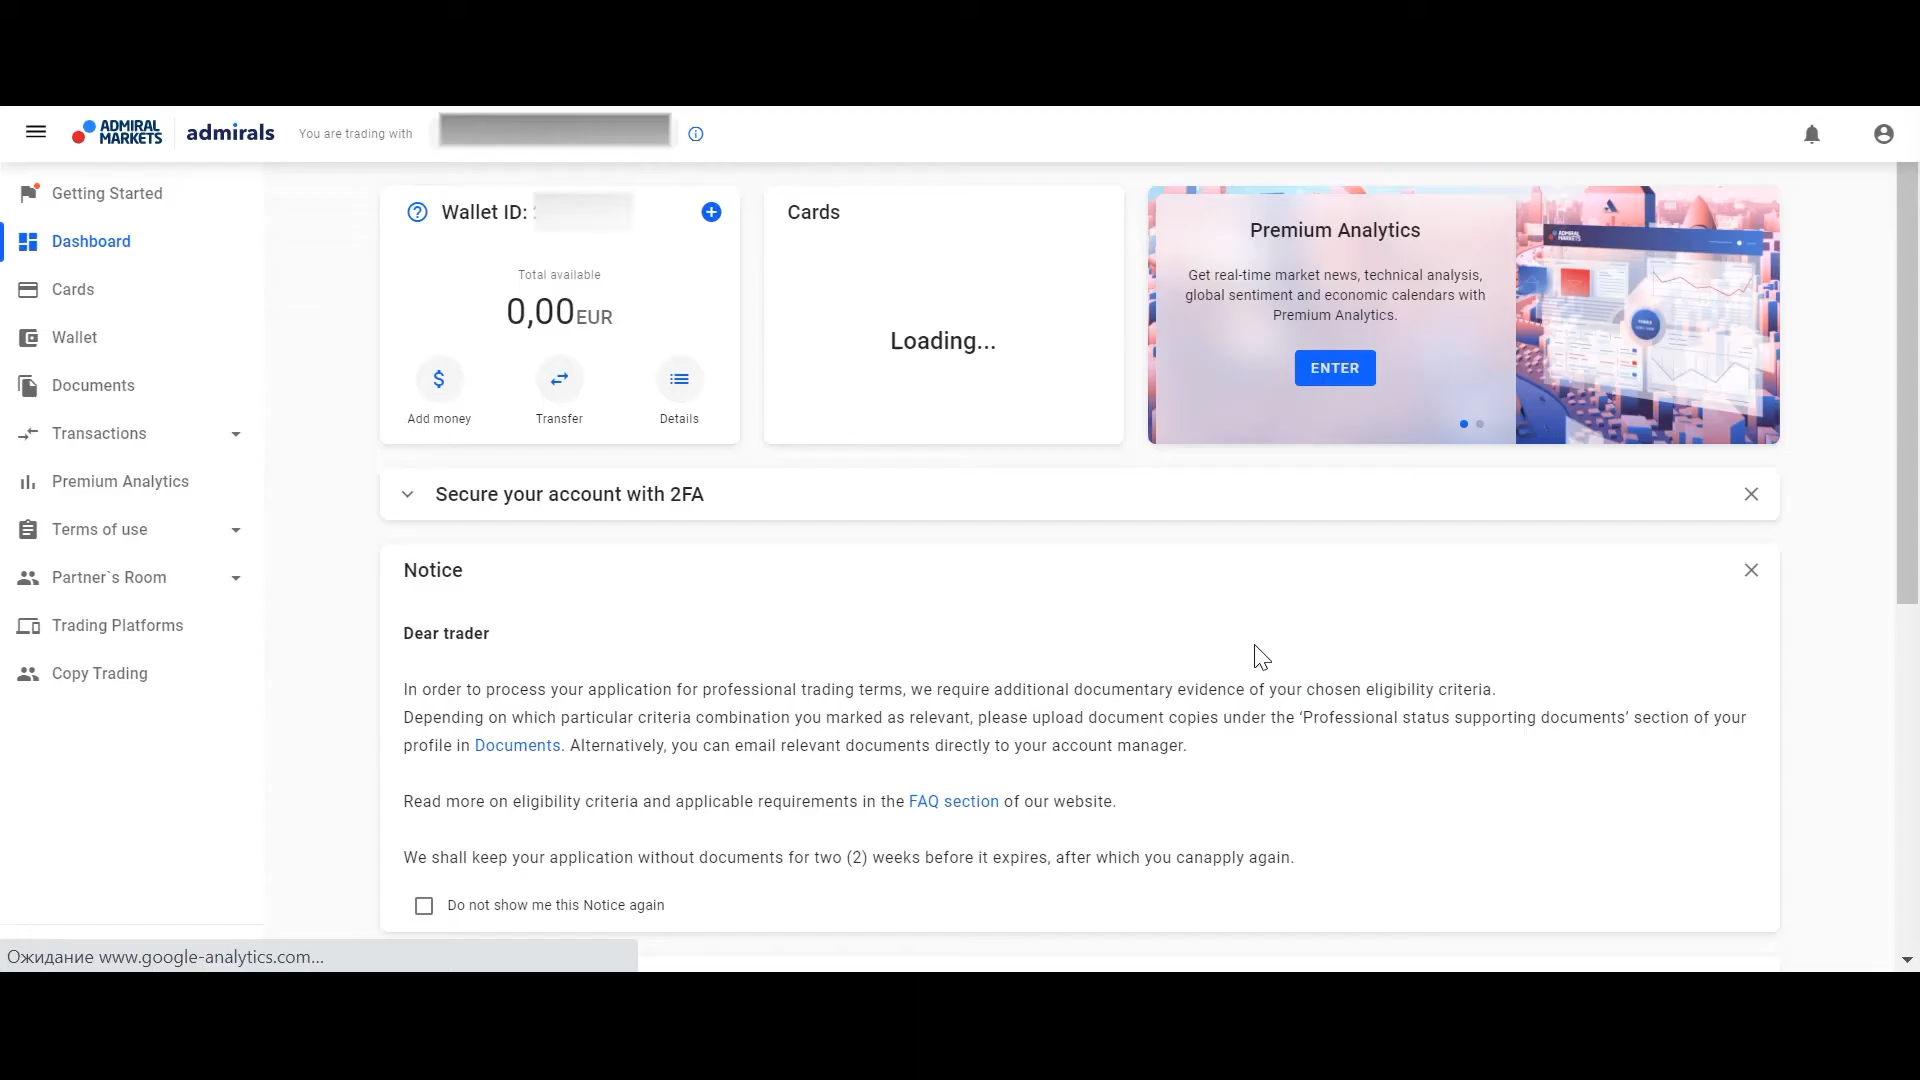 ADMIRAL
MARKETS
admirals
You are trading with
Getting Started
Dashboard
Cards
Wallet
Documents
Transactions
Premium Analytics
Terms of use
Partner`s Room
Trading Platforms
Copy Trading
Wallet ID:
Total available
0,00 EUR
Add money
Transfer
Details
Cards
Loading...
Premium Analytics
Get real-time market news, technical analysis,
global sentiment and economic calendars with
Premium Analytics.
ENTER
ADMIRAL
MARKETS
Secure your account with 2FA
Notice
Dear trader
In order to process your application for professional trading terms, we require additional documentary evidence of your chosen eligibility criteria.
Depending on which particular criteria combination you marked as relevant, please upload document copies under the ‘Professional status supporting documents’ section of your
profile in Documents. Alternatively, you can email relevant documents directly to your account manager.
Read more on eligibility criteria and applicable requirements in the FAQ section of our website.
We shall keep your application without documents for two (2) weeks before it expires, after which you canapply again.
Do not show me this Notice again
Ожидание www.google-analytics.com...